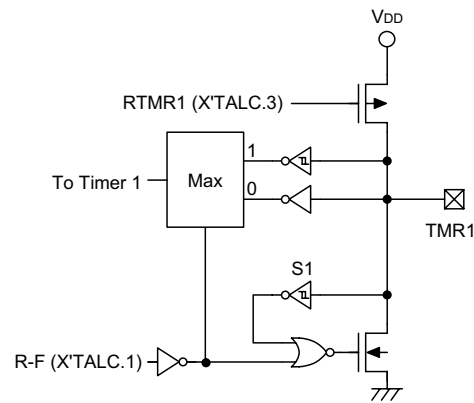 VDD
RTMR1 (X'TALC.3)
1
To Timer 1
Max
0
TMR1
S1
R-F (X'TALC.1)